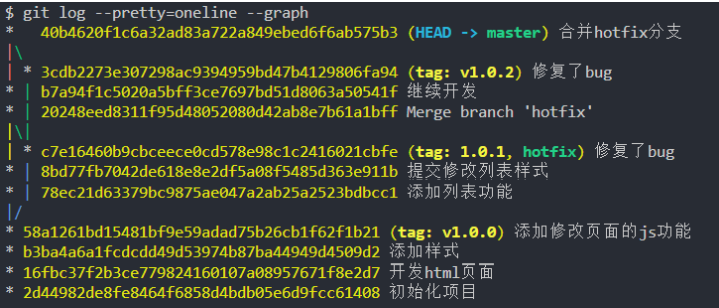 $ git log --pretty=oneline --graph
*   40b4620f1c6a32ad83a722a849ebed6f6ab575b3 (HEAD -> master) 合并hotfix分支
|\
| * 3cdb2273e307298ac9394959bd47b4129806fa94 (tag: v1.0.2) 修复了bug
* | b7a94f1c5020a5bff3ce7697bd51d8063a50541f 继续开发
* | 20248eed8311f95d48052080d42ab8e7b61a1bff Merge branch 'hotfix'
|\|
| * c7e16460b9cbceece0cd578e98c1c2416021cbfe (tag: 1.0.1, hotfix) 修复了bug
* | 8bd77fb7042de618e8e2df5a08f5485d363e911b 提交修改列表样式
* | 78ec21d63379bc9875ae047a2ab25a2523bdbcc1 添加列表功能
|/
* 58a1261bd15481bf9e59adad75b26cb1f62f1b21 (tag: v1.0.0) 添加修改页面的js功能
* b3ba4a6a1fcdcdd49d53974b87ba44949d4509d2 添加样式
* 16fbc37f2b3ce779824160107a08957671f8e2d7 开发html页面
* 2d44982de8fe8464f6858d4bdb05e6d9fcc61408 初始化项目